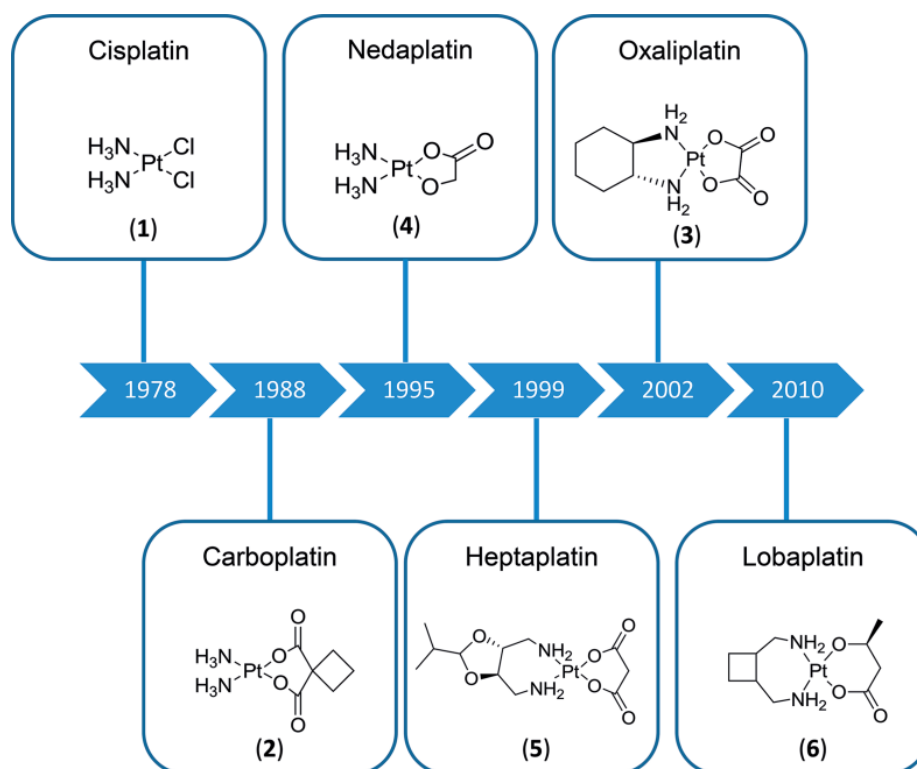 Cisplatin
H3N
Cl
Pt
H3N
Cl
(1)
Nedaplatin
H3N
O
O
Pt
H3N
O
(4)
Oxaliplatin
H2
N
O
O
Pt
N
O
O
H2
(3)
1978
1988
1995
1999
2002
2010
Carboplatin
O
H3N
O
Pt
H3N
O
O
(2)
Heptaplatin
O
O
NH2
O
Pt
O
NH2
O
O
(5)
Lobaplatin
NH2
O
Pt
NH2
O
O
(6)